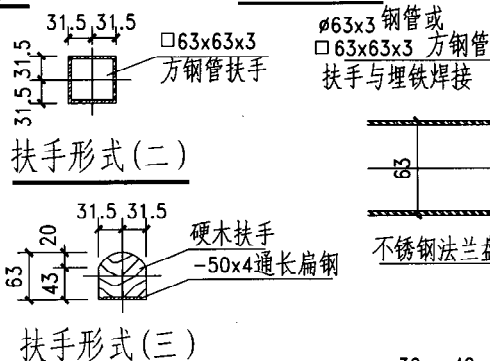 31.5 31.5
31.5 31.5
□63x63x3
方钢管扶手
扶手形式(二)
ø63x3 钢管或
□63x63x3 方钢管
扶手与埋铁焊接
63
不锈钢法兰盘
31.5 31.5
20
43
63
硬木扶手
-50x4通长扁钢
扶手形式(三)